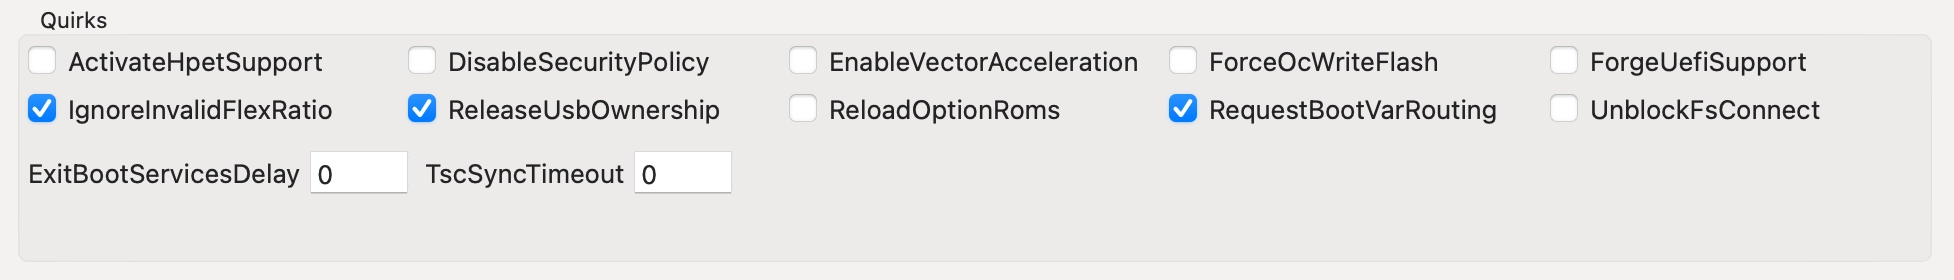 Quirks
ActivateHpetSupport DisableSecurityPolicy EnableVectorAcceleration ForceOcWriteFlash ForgeUefiSupport
IgnoreInvalidFlexRatio ReleaseUsbOwnership ReloadOptionRoms RequestBootVarRouting UnblockFsConnect
ExitBootServicesDelay 0 TscSyncTimeout 0